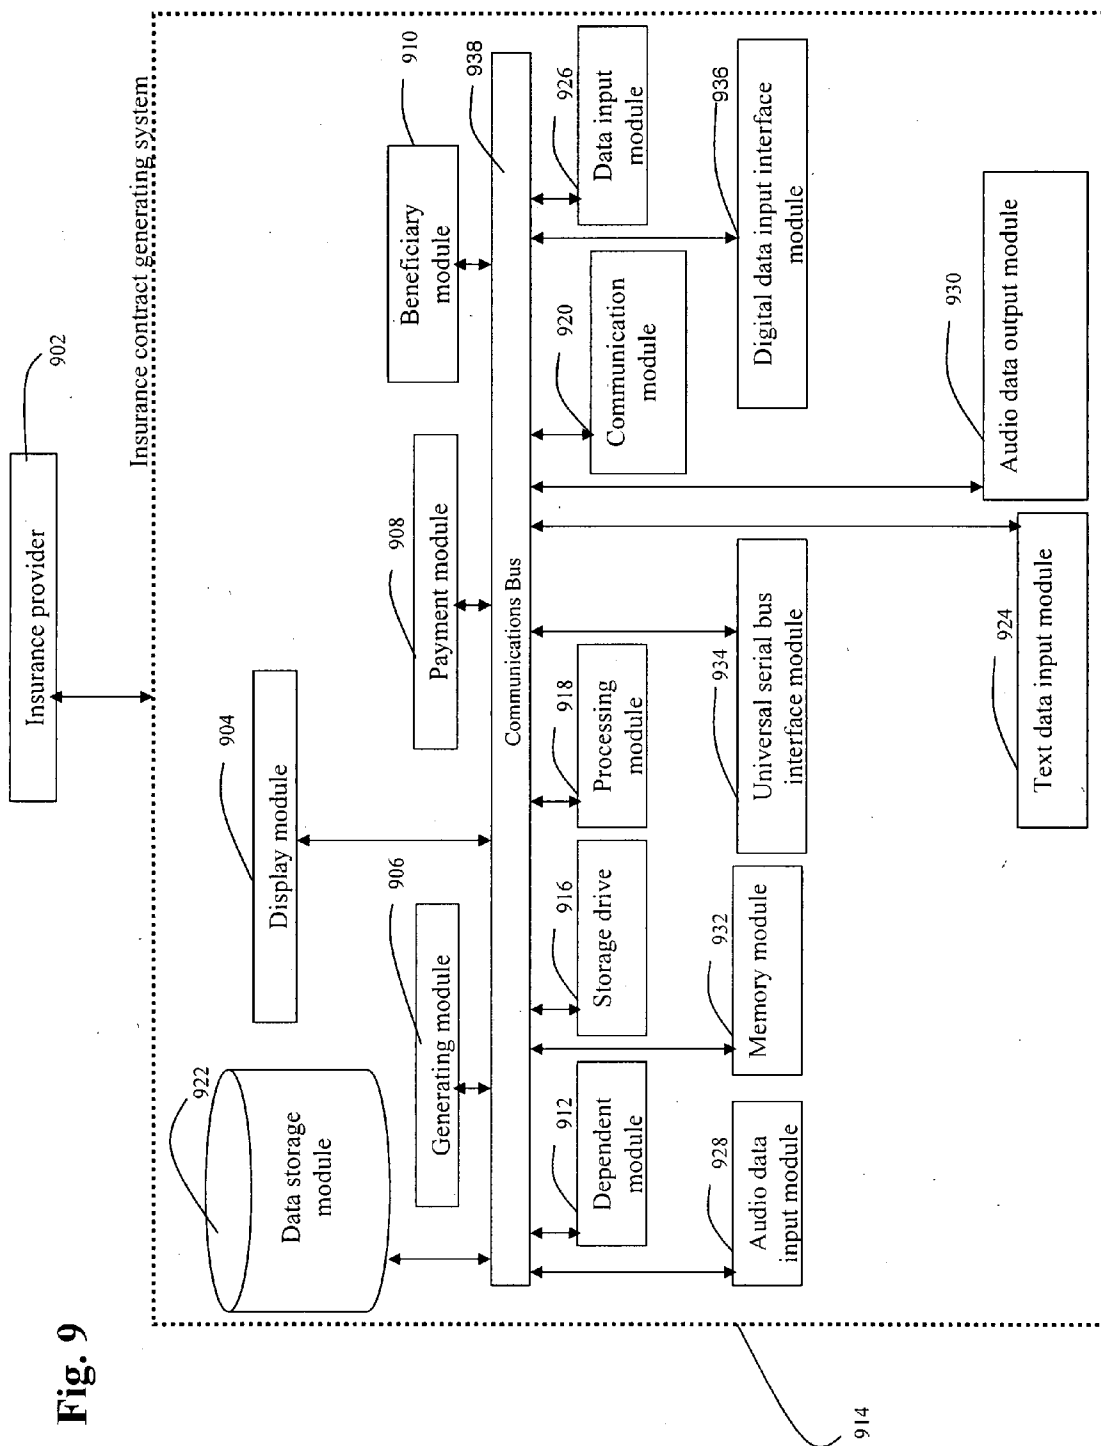 Fig. 9
Insurance provider
902
Insurance contract generating system
922
Data storage
module
Display module
904
Generating module
906
Payment module
908
Beneficiary
module
910
Communications Bus
938
Dependent
module
912
Storage drive
916
Processing
module
918
Communication
module
920
Data input
module
926
Audio data
input module
928
Memory module
932
Universal serial bus
interface module
934
Digital data input interface
module
936
Text data input module
924
Audio data output module
930
914